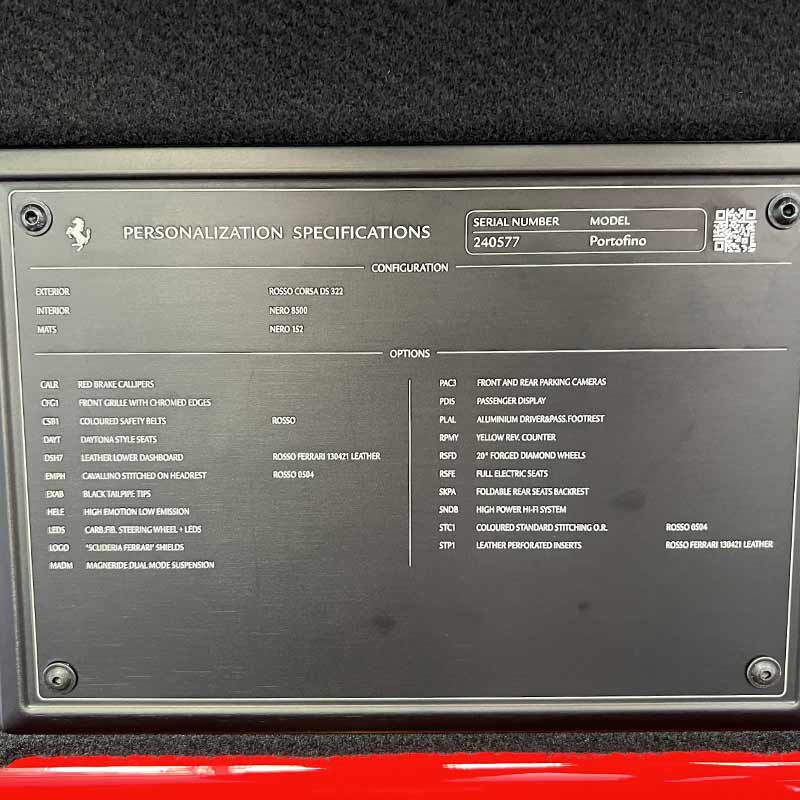 PERSONALIZATION SPECIFICATIONS
SERIAL NUMBER MODEL
240577 Portofino
CONFIGURATION
EXTERIOR ROSSO CORSA DS 322
INTERIOR NERO 8500
MATS NERO 152
OPTIONS
CALR RED BRAKE CALLIPERS
CFG1 FRONT GRILLE WITH CHROMED EDGES
CSB1 COLOURED SAFETY BELTS ROSSO
DAYT DAYTONA STYLE SEATS
DSH7 LEATHER LOWER DASHBOARD ROSSO FERRARI 130421 LEATHER
EMPH CAVALLINO STITCHED ON HEADREST ROSSO 0504
EXAB BLACK TAILPIPE TIPS
HELE HIGH EMOTION LOW EMISSION
LEDS CARB.FIB. STEERING WHEEL + LEDS
LOGO "SCUDERIA FERRARI" SHIELDS
MADM MAGNERIDE DUAL MODE SUSPENSION
PAC3 FRONT AND REAR PARKING CAMERAS
PDIS PASSENGER DISPLAY
PLAL ALUMINIUM DRIVER&PASS.FOOTREST
RPMY YELLOW REV. COUNTER
RSFD 20" FORGED DIAMOND WHEELS
RSFE FULL ELECTRIC SEATS
SKPA FOLDABLE REAR SEATS BACKREST
SNDB HIGH POWER HI-FI SYSTEM
STC1 COLOURED STANDARD STITCHING O.R. ROSSO 0504
STP1 LEATHER PERFORATED INSERTS ROSSO FERRARI 130421 LEATHER